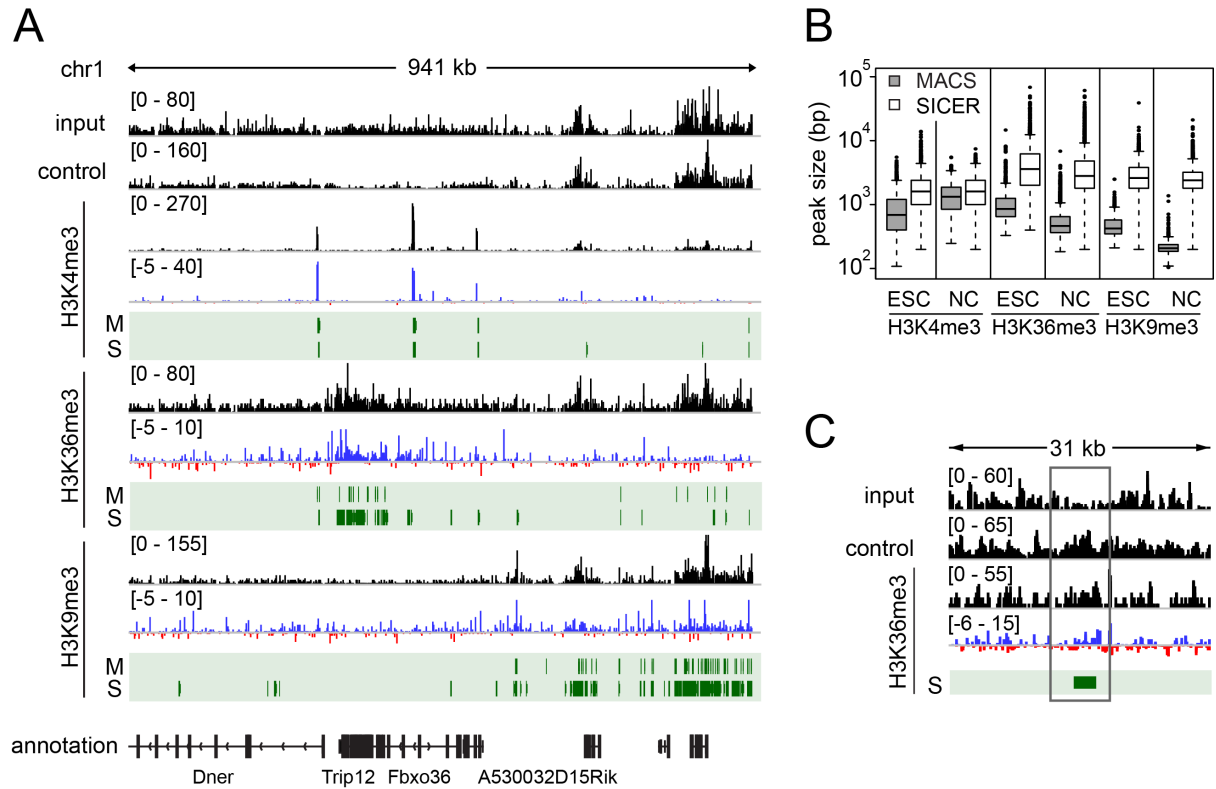 A
chr1
941 kb
input
[0 - 80]
control
[0 - 160]
H3K4me3
[0 - 270]
[-5 - 40]
M
S
H3K36me3
[0 - 80]
[-5 - 10]
M
S
H3K9me3
[0 - 155]
[-5 - 10]
M
S
annotation
Dner Trip12 Fbxo36 A530032D15Rik
B
peak size (bp)
10^5
10^4
10^3
10^2
MACS
SICER
ESC NC ESC NC ESC NC
H3K4me3 H3K36me3 H3K9me3
C
31 kb
input
[0 - 60]
control
[0 - 65]
H3K36me3
[0 - 55]
[-6 - 15]
S